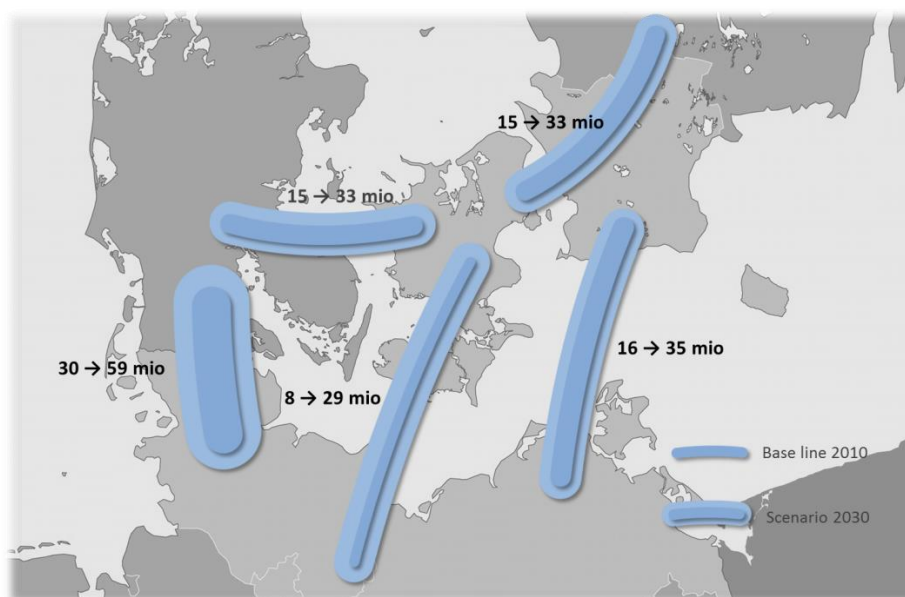 15 → 33 mio
15 → 33 mio
30 → 59 mio
8 → 29 mio
16 → 35 mio
Base line 2010
Scenario 2030